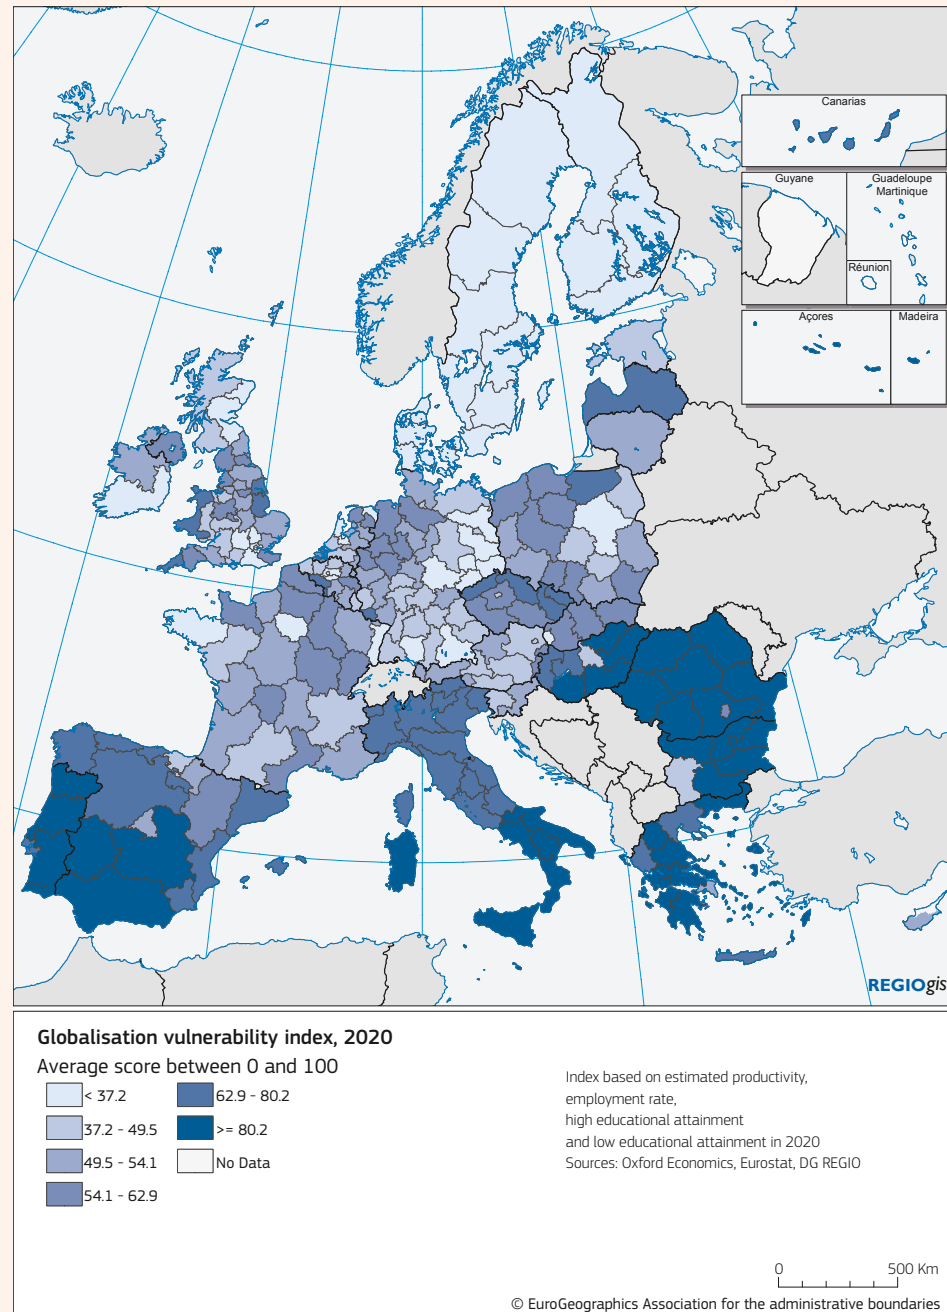 Canarias
Guyane
Guadeloupe
Martinique
Réunion
Açores
Madeira
REGIOgis
Globalisation vulnerability index, 2020
Average score between 0 and 100
< 37.2
37.2 - 49.5
49.5 - 54.1
54.1 - 62.9
62.9 - 80.2
>= 80.2
No Data
Index based on estimated productivity,
employment rate,
high educational attainment
and low educational attainment in 2020
Sources: Oxford Economics, Eurostat, DG REGIO
0 500 Km
© EuroGeographics Association for the administrative boundaries